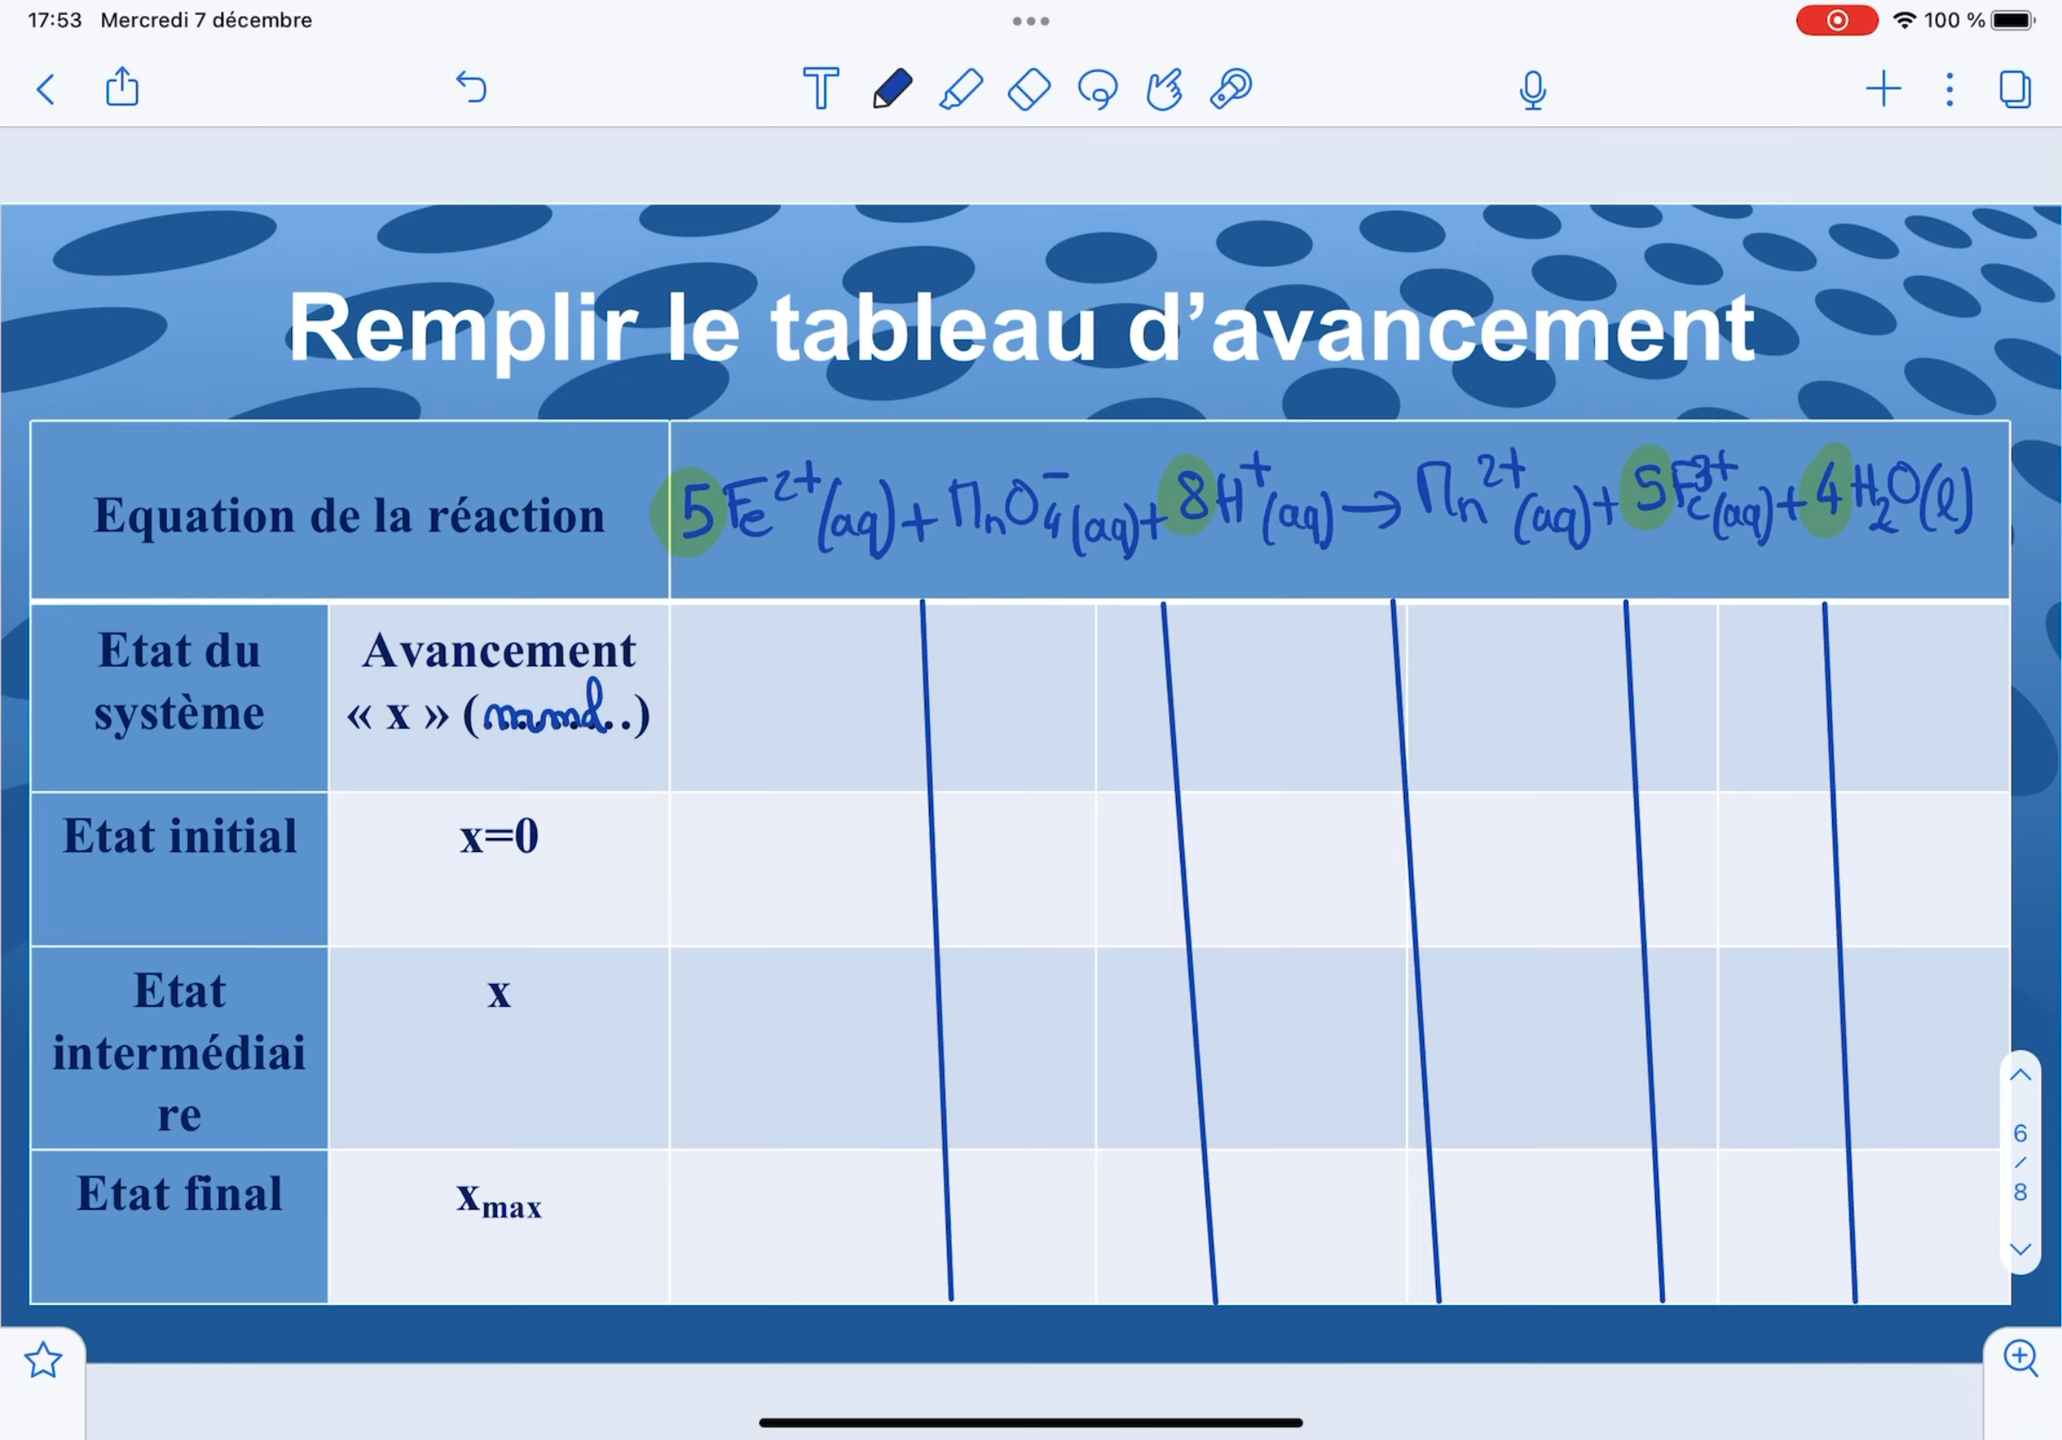 17:53 Mercredi 7 décembre
100 %
Remplir le tableau d’avancement
Equation de la réaction
5Fe²⁺(aq) + MnO₄⁻(aq) + 8H⁺(aq) → Mn²⁺(aq) + 5Fe³⁺(aq) + 4H₂O(l)
Etat du
système
Avancement
« x » (mmol..)
Etat initial
x=0
Etat
intermédiai
re
x
Etat final
xₘₐₓ
6
/
8